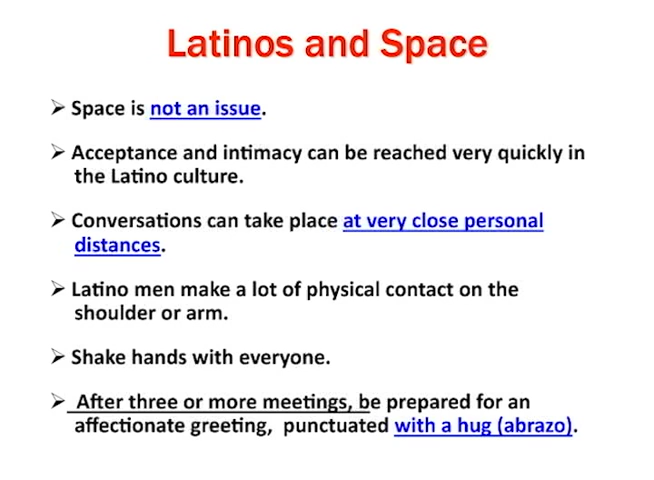 Latinos and Space
➢ Space is not an issue.
➢ Acceptance and intimacy can be reached very quickly in
the Latino culture.
➢ Conversations can take place at very close personal
distances.
➢ Latino men make a lot of physical contact on the
shoulder or arm.
➢ Shake hands with everyone.
➢ After three or more meetings, be prepared for an
affectionate greeting, punctuated with a hug (abrazo).